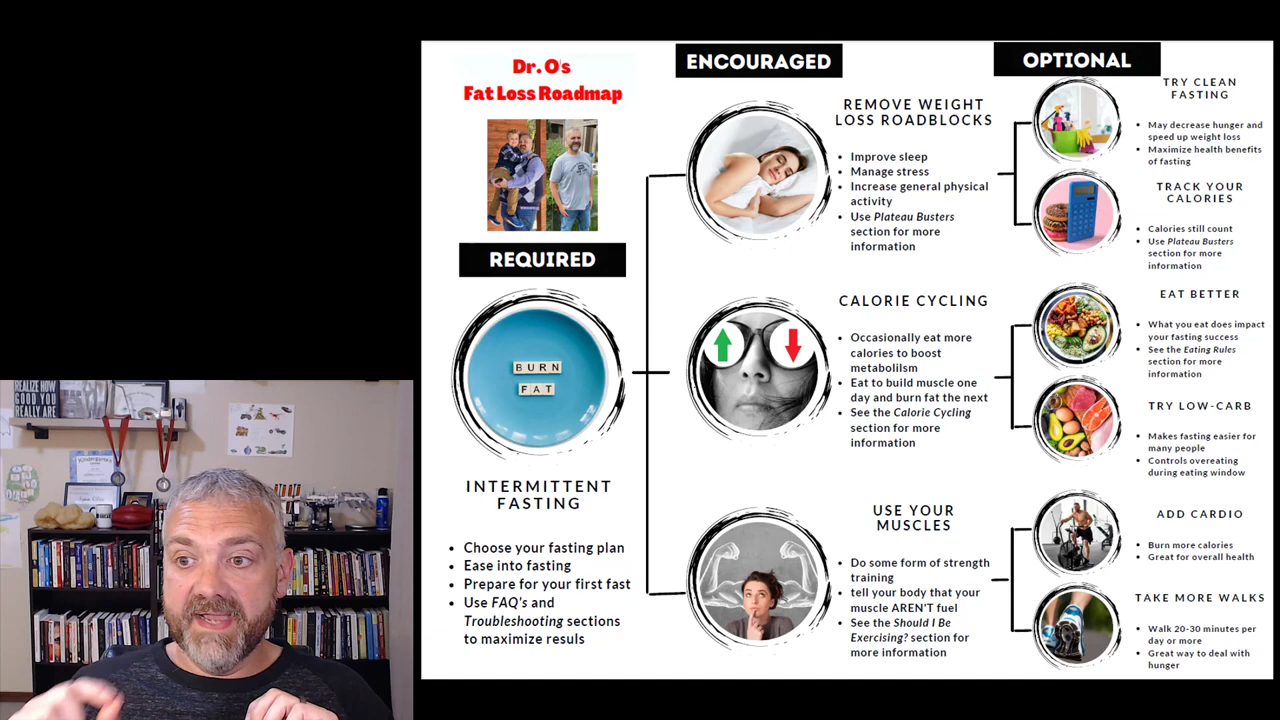 Dr. O's
Fat Loss Roadmap
REQUIRED
BURN
FAT
INTERMITTENT
FASTING
• Choose your fasting plan
• Ease into fasting
• Prepare for your first fast
• Use FAQ's and
Troubleshooting sections
to maximize resuls
ENCOURAGED
REMOVE WEIGHT
LOSS ROADBLOCKS
• Improve sleep
• Manage stress
• Increase general physical
activity
• Use Plateau Busters
section for more
information
CALORIE CYCLING
• Occasionally eat more
calories to boost
metabolilsm
• Eat to build muscle one
day and burn fat the next
• See the Calorie Cycling
section for more
information
USE YOUR
MUSCLES
• Do some form of strength
training
• tell your body that your
muscle AREN'T fuel
• See the Should I Be
Exercising? section for
more information
OPTIONAL
TRY CLEAN
FASTING
• May decrease hunger and
speed up weight loss
• Maximize health benefits
of fasting
TRACK YOUR
CALORIES
• Calories still count
• Use Plateau Busters
section for more
information
EAT BETTER
• What you eat does impact
your fasting success
• See the Eating Rules
section for more
information
TRY LOW-CARB
• Makes fasting easier for
many people
• Controls overeating
during eating window
ADD CARDIO
• Burn more calories
• Great for overall health
TAKE MORE WALKS
• Walk 20-30 minutes per
day or more
• Great way to deal with
hunger
REALIZE HOW
GOOD YOU
REALLY ARE